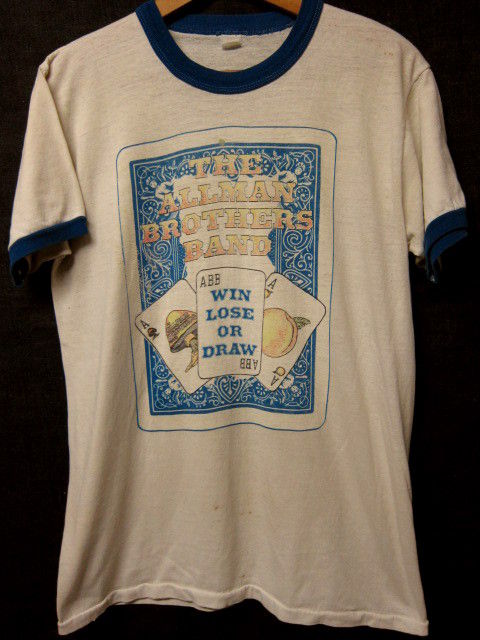 THE
ALLMAN
BROTHERS
BAND
ABB
WIN
LOSE
OR
DRAW
ABB
A
A
A